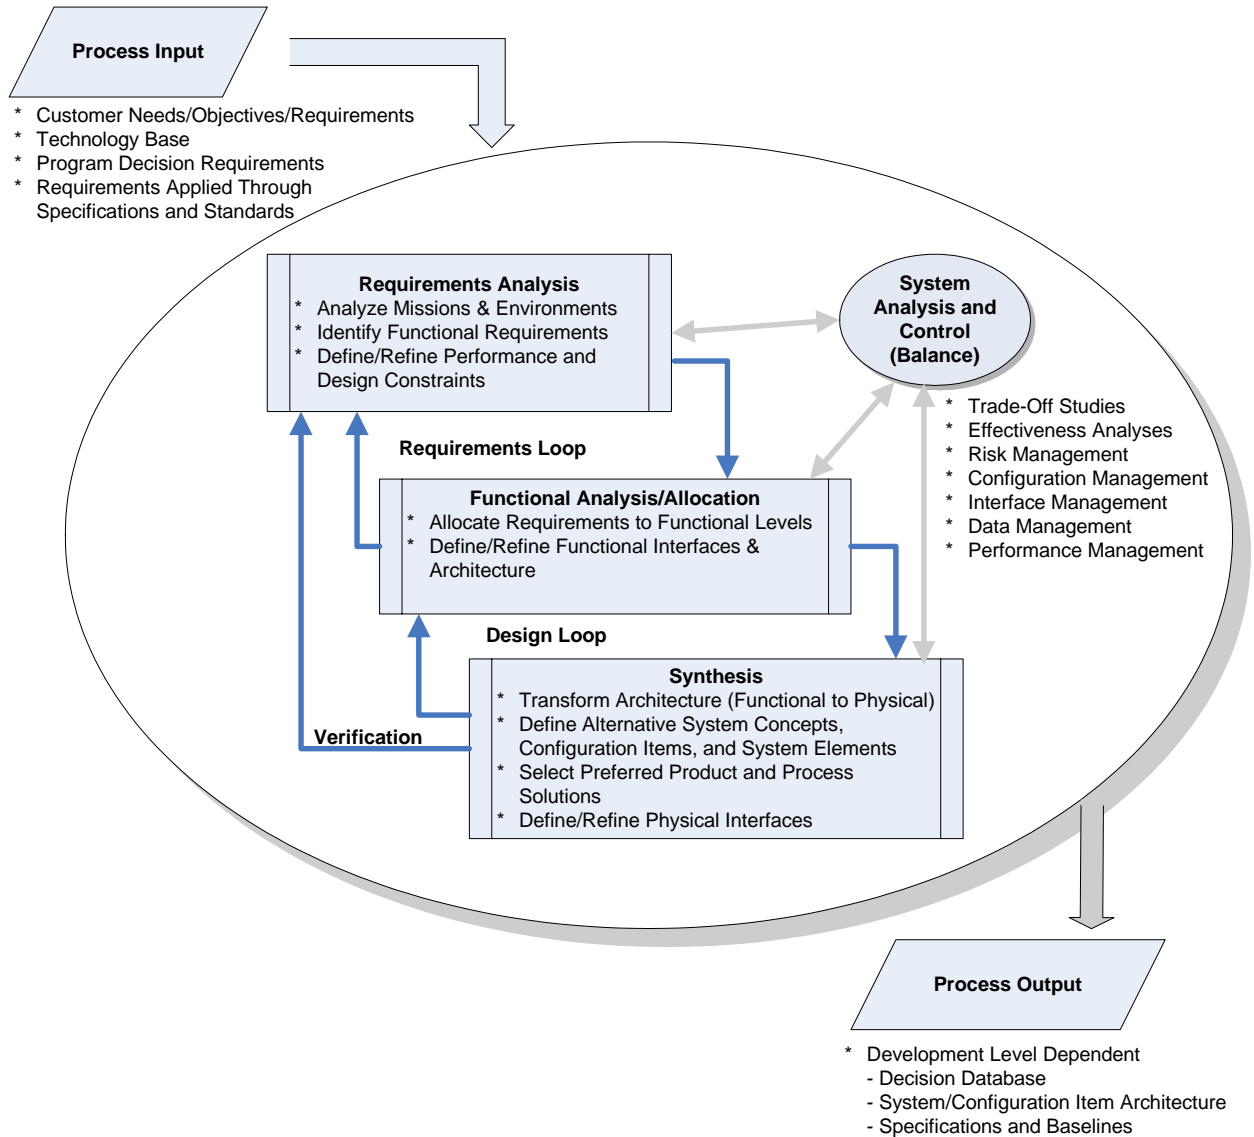 Process Input
* Customer Needs/Objectives/Requirements
* Technology Base
* Program Decision Requirements
* Requirements Applied Through
Specifications and Standards
Requirements Analysis
* Analyze Missions & Environments
* Identify Functional Requirements
* Define/Refine Performance and
Design Constraints
System
Analysis and
Control
(Balance)
* Trade-Off Studies
* Effectiveness Analyses
* Risk Management
* Configuration Management
* Interface Management
* Data Management
* Performance Management
Requirements Loop
Functional Analysis/Allocation
* Allocate Requirements to Functional Levels
* Define/Refine Functional Interfaces &
Architecture
Design Loop
Synthesis
* Transform Architecture (Functional to Physical)
* Define Alternative System Concepts,
Configuration Items, and System Elements
* Select Preferred Product and Process
Solutions
* Define/Refine Physical Interfaces
Verification
Process Output
* Development Level Dependent
- Decision Database
- System/Configuration Item Architecture
- Specifications and Baselines